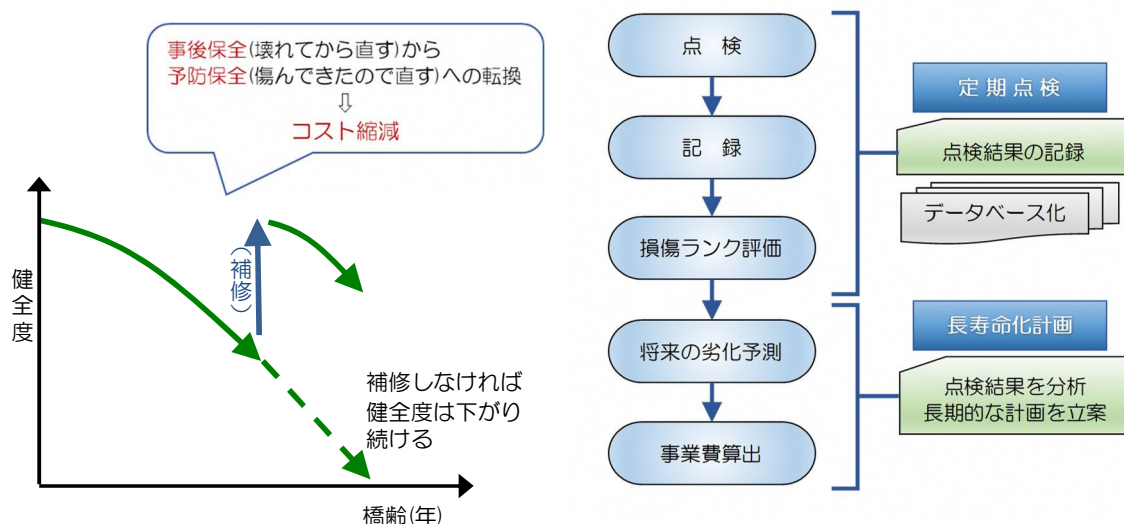 事後保全(壊れてから直す)から
予防保全(傷んできたので直す)への転換
⇩
コスト縮減
健全度
(補修)
補修しなければ
健全度は下がり
続ける
橋齢(年)
点　検
記　録
損傷ランク評価
将来の劣化予測
事業費算出
定期点検
点検結果の記録
データベース化
長寿命化計画
点検結果を分析
長期的な計画を立案